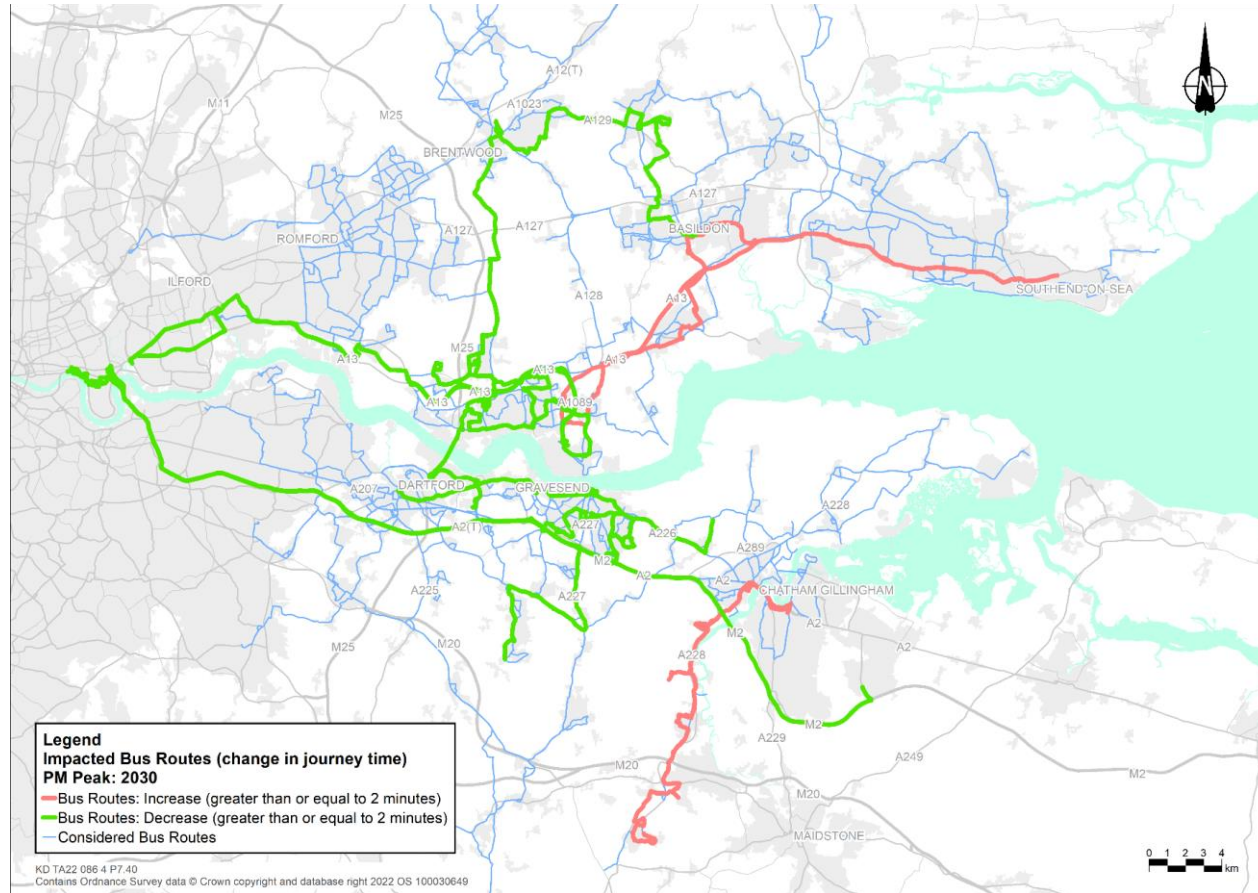 N
A12(T)
M11
A1023
M25
A129
BRENTWOOD
A127
A127
BASILDON
ROMFORD
A127
A127
ILFORD
SOUTHEND-ON-SEA
A128
A13
M25
A13
A13
A13
A13
A13
A1089
DARTFORD
GRAVESEND
A207
A228
A227
A226
A2(T)
A289
M2
A2
A2
CHATHAM GILLINGHAM
A225
A227
A2
M2
A2
M20
A228
M25
M2
A229
A249
M20
M2
M20
MAIDSTONE
Legend
Impacted Bus Routes (change in journey time)
PM Peak: 2030
Bus Routes: Increase (greater than or equal to 2 minutes)
Bus Routes: Decrease (greater than or equal to 2 minutes)
Considered Bus Routes
0 1 2 3 4
km
KD TA22 086 4 P7.40
Contains Ordnance Survey data © Crown copyright and database right 2022 OS 100030649